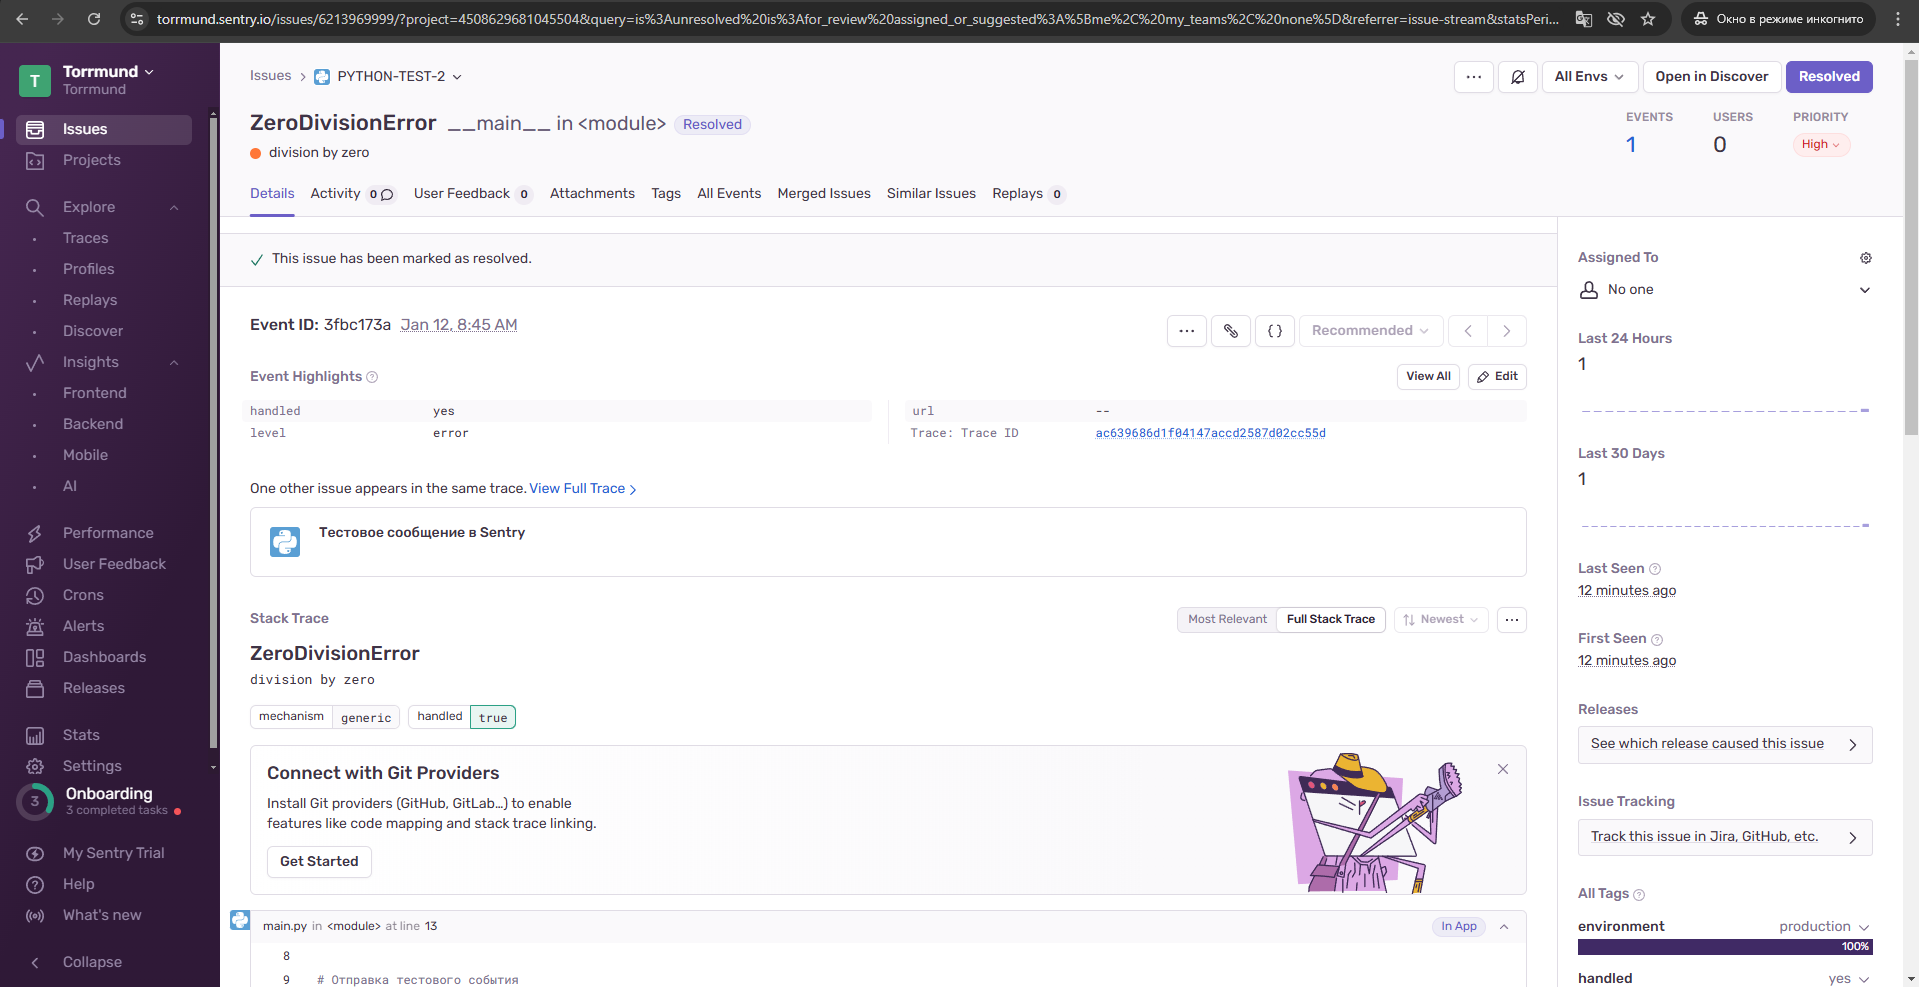 torrmund.sentry.io/issues/6213969999/?project=4508629681045504&query=is%3Aunresolved%20is%3Afor_review%20assigned_or_suggested%3A%5Bme%2C%20my_teams%2C%20none%5D&referrer=issue-stream&statsPeri...
Окно в режиме инкогнито
T
Torrmund
Torrmund
Issues
Projects
Explore
Traces
Profiles
Replays
Discover
Insights
Frontend
Backend
Mobile
AI
Performance
User Feedback
Crons
Alerts
Dashboards
Releases
Stats
Settings
3
Onboarding
3 completed tasks
My Sentry Trial
Help
What's new
Collapse
Issues > PYTHON-TEST-2
All Envs
Open in Discover
Resolved
ZeroDivisionError __main__ in <module> Resolved
division by zero
EVENTS
1
USERS
0
PRIORITY
High
Details
Activity 0
User Feedback 0
Attachments
Tags
All Events
Merged Issues
Similar Issues
Replays 0
This issue has been marked as resolved.
Event ID: 3fbc173a Jan 12, 8:45 AM
Recommended
Event Highlights
View All
Edit
handled yes
level error
url --
Trace: Trace ID ac639686d1f04147accd2587d02cc55d
One other issue appears in the same trace. View Full Trace
Тестовое сообщение в Sentry
Stack Trace
Most Relevant
Full Stack Trace
Newest
ZeroDivisionError
division by zero
mechanism generic
handled true
Connect with Git Providers
Install Git providers (GitHub, GitLab…) to enable
features like code mapping and stack trace linking.
Get Started
main.py in <module> at line 13
In App
8
9 # Отправка тестового события
Assigned To
No one
Last 24 Hours
1
Last 30 Days
1
Last Seen
12 minutes ago
First Seen
12 minutes ago
Releases
See which release caused this issue
Issue Tracking
Track this issue in Jira, GitHub, etc.
All Tags
environment production
100%
handled yes